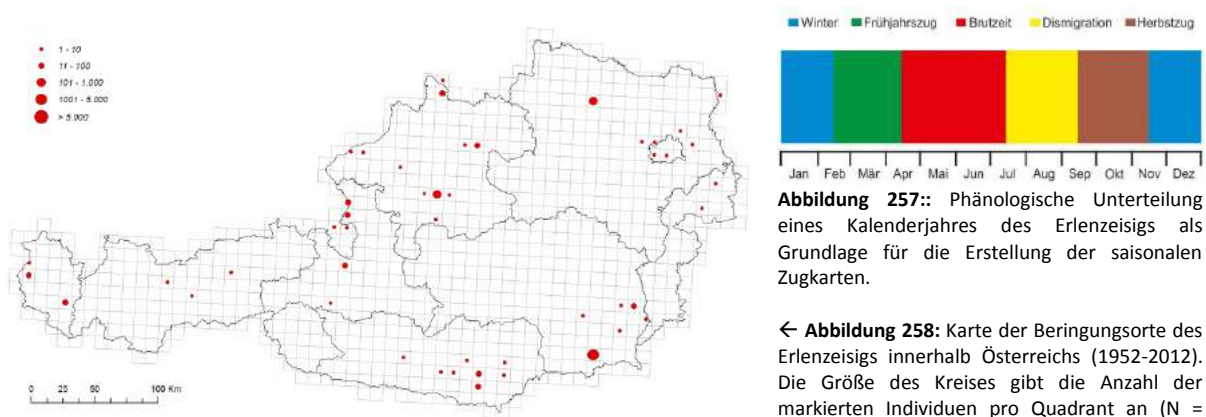 1 - 10
11 - 100
101 - 1.000
1001 - 5.000
> 5.000
0 25 50 100 Km
Winter Frühjahrszug Brutzeit Dismigration Herbstzug
Jan Feb Mär Apr Mai Jun Jul Aug Sep Okt Nov Dez
Abbildung 257:: Phänologische Unterteilung
eines Kalenderjahres des Erlenzeisigs als
Grundlage für die Erstellung der saisonalen
Zugkarten.
← Abbildung 258: Karte der Beringungsorte des
Erlenzeisigs innerhalb Österreichs (1952-2012).
Die Größe des Kreises gibt die Anzahl der
markierten Individuen pro Quadrant an (N =